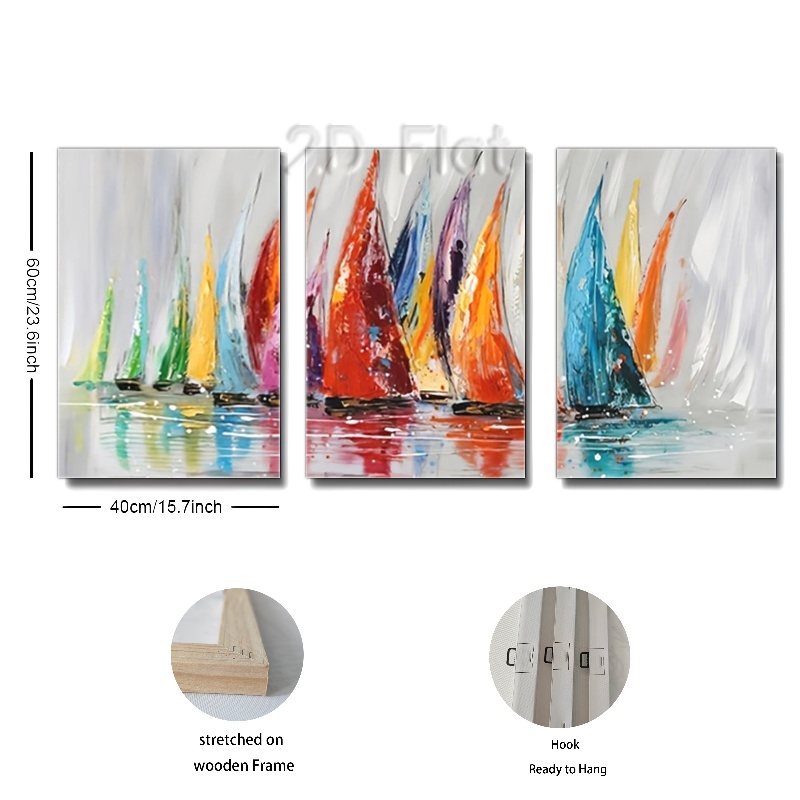 2D Flat
60cm/23.6inch
40cm/15.7inch
stretched on
wooden Frame
Hook
Ready to Hang